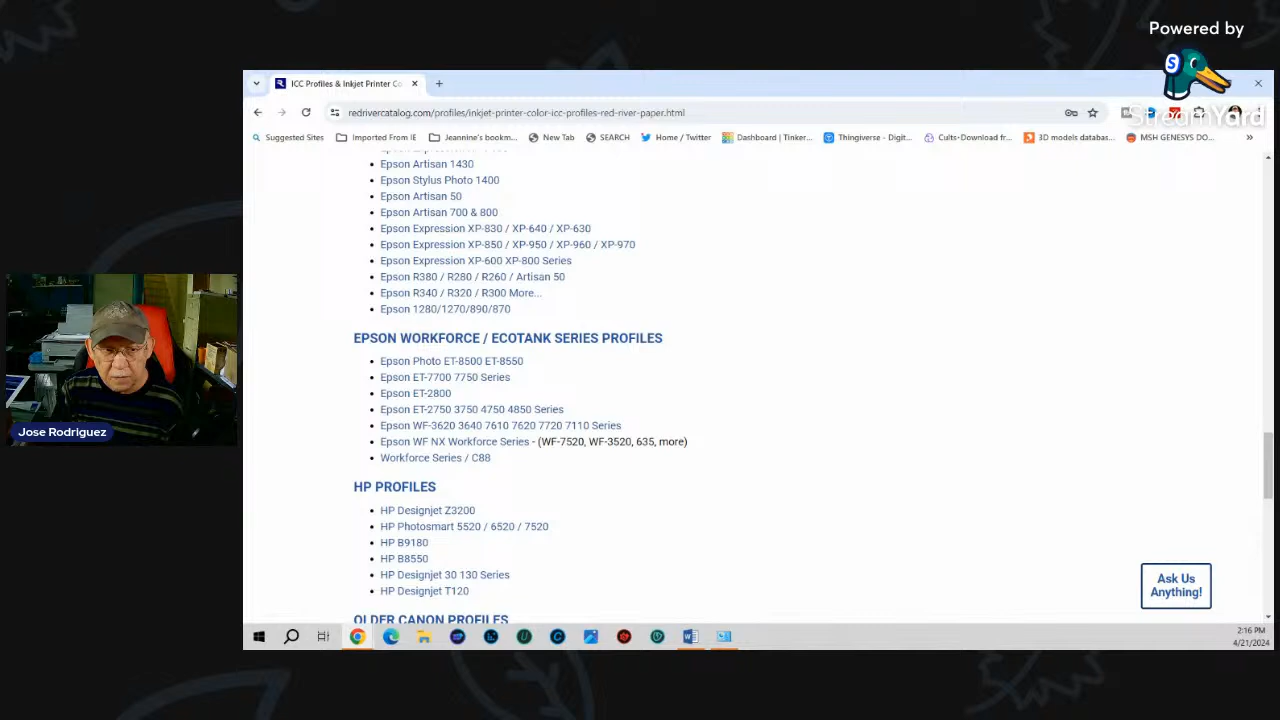 Powered by
StreamYard
ICC Profiles & Inkjet Printer Co
redrivercatalog.com/profiles/inkjet-printer-color-icc-profiles-red-river-paper.html
Suggested Sites
Imported From IE
Jeannine's bookm...
New Tab
SEARCH
Home / Twitter
Dashboard | Tinker...
Thingiverse - Digit...
Cults-Download fr...
3D models databas...
MSH GENESYS DO...
Epson Artisan 1430
Epson Stylus Photo 1400
Epson Artisan 50
Epson Artisan 700 & 800
Epson Expression XP-830 / XP-640 / XP-630
Epson Expression XP-850 / XP-950 / XP-960 / XP-970
Epson Expression XP-600 XP-800 Series
Epson R380 / R280 / R260 / Artisan 50
Epson R340 / R320 / R300 More...
Epson 1280/1270/890/870
EPSON WORKFORCE / ECOTANK SERIES PROFILES
Epson Photo ET-8500 ET-8550
Epson ET-7700 7750 Series
Epson ET-2800
Epson ET-2750 3750 4750 4850 Series
Epson WF-3620 3640 7610 7620 7720 7110 Series
Epson WF NX Workforce Series - (WF-7520, WF-3520, 635, more)
Workforce Series / C88
HP PROFILES
HP Designjet Z3200
HP Photosmart 5520 / 6520 / 7520
HP B9180
HP B8550
HP Designjet 30 130 Series
HP Designjet T120
OLDER CANON PROFILES
Ask Us
Anything!
Jose Rodriguez
2:16 PM
4/21/2024